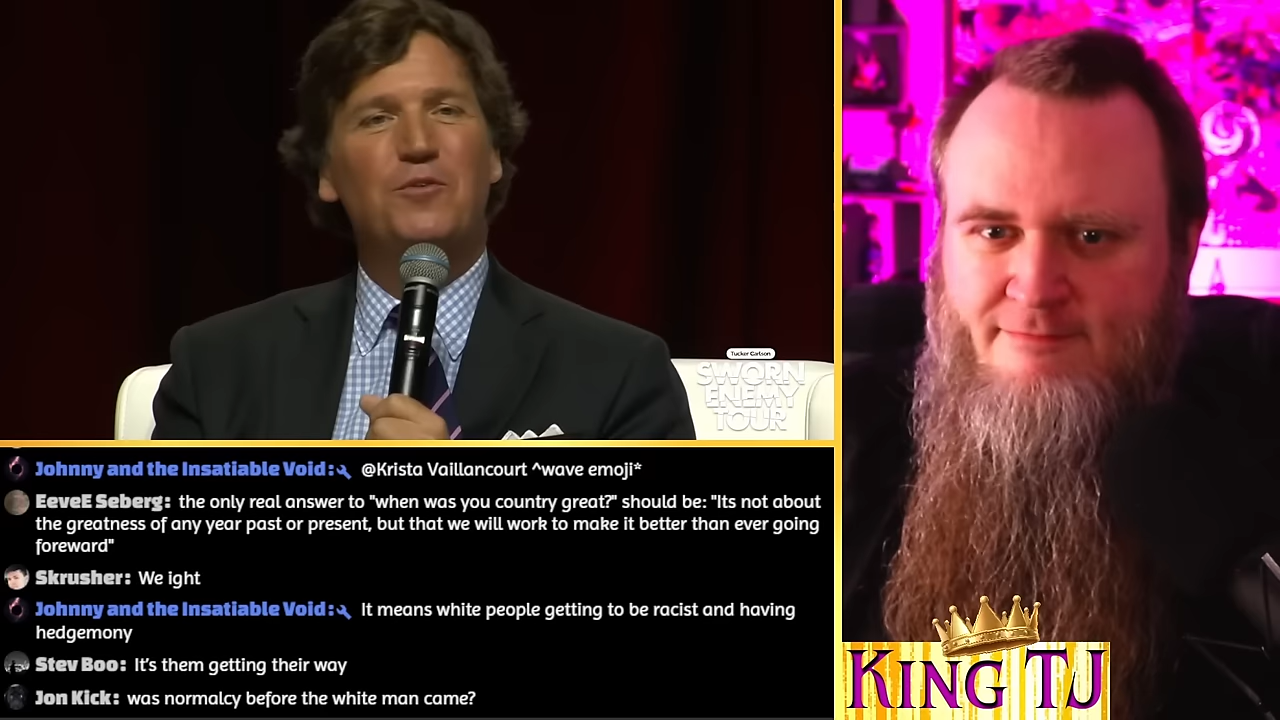 Tucker Carlson
SWORN
ENEMY
TOUR
Johnny and the Insatiable Void: @Krista Vaillancourt ^wave emoji*
EeveE Seberg: the only real answer to "when was you country great?" should be: "Its not about
the greatness of any year past or present, but that we will work to make it better than ever going
foreward"
Skrusher: We ight
Johnny and the Insatiable Void: It means white people getting to be racist and having
hedgemony
Stev Boo: It's them getting their way
Jon Kick: was normalcy before the white man came?
KING TJ